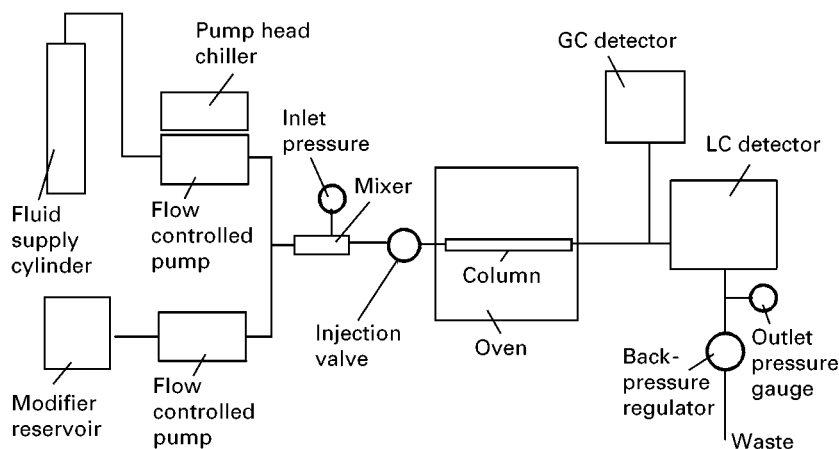 Pump head
chiller
GC detector
Inlet
pressure
LC detector
Mixer
Fluid
supply
cylinder
Flow
controlled
pump
Column
Injection
valve
Oven
Back-
pressure
regulator
Outlet
pressure
gauge
Modifier
reservoir
Flow
controlled
pump
Waste